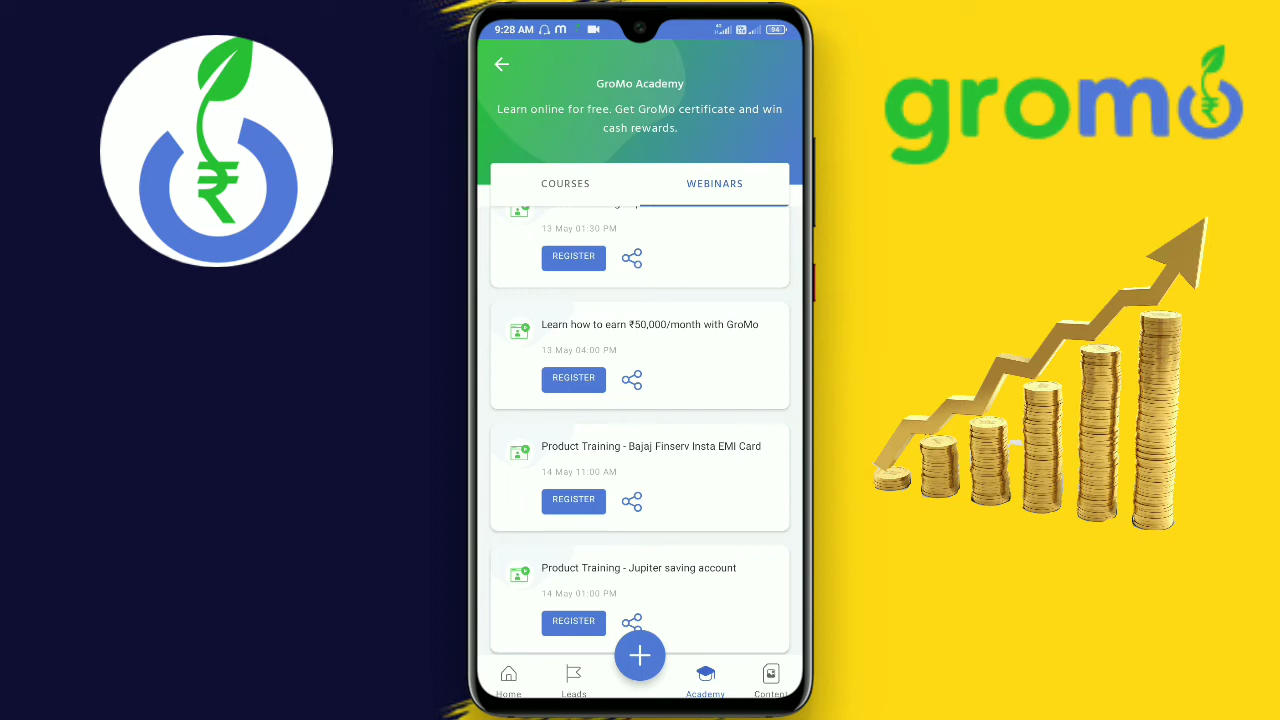 9:28 AM
94
GroMo Academy
Learn online for free. Get GroMo certificate and win
cash rewards.
COURSES
WEBINARS
13 May 01:30 PM
REGISTER
Learn how to earn ₹50,000/month with GroMo
13 May 04:00 PM
REGISTER
Product Training - Bajaj Finserv Insta EMI Card
14 May 11:00 AM
REGISTER
Product Training - Jupiter saving account
14 May 01:00 PM
REGISTER
Home
Leads
Academy
Content
₹
gromo
₹